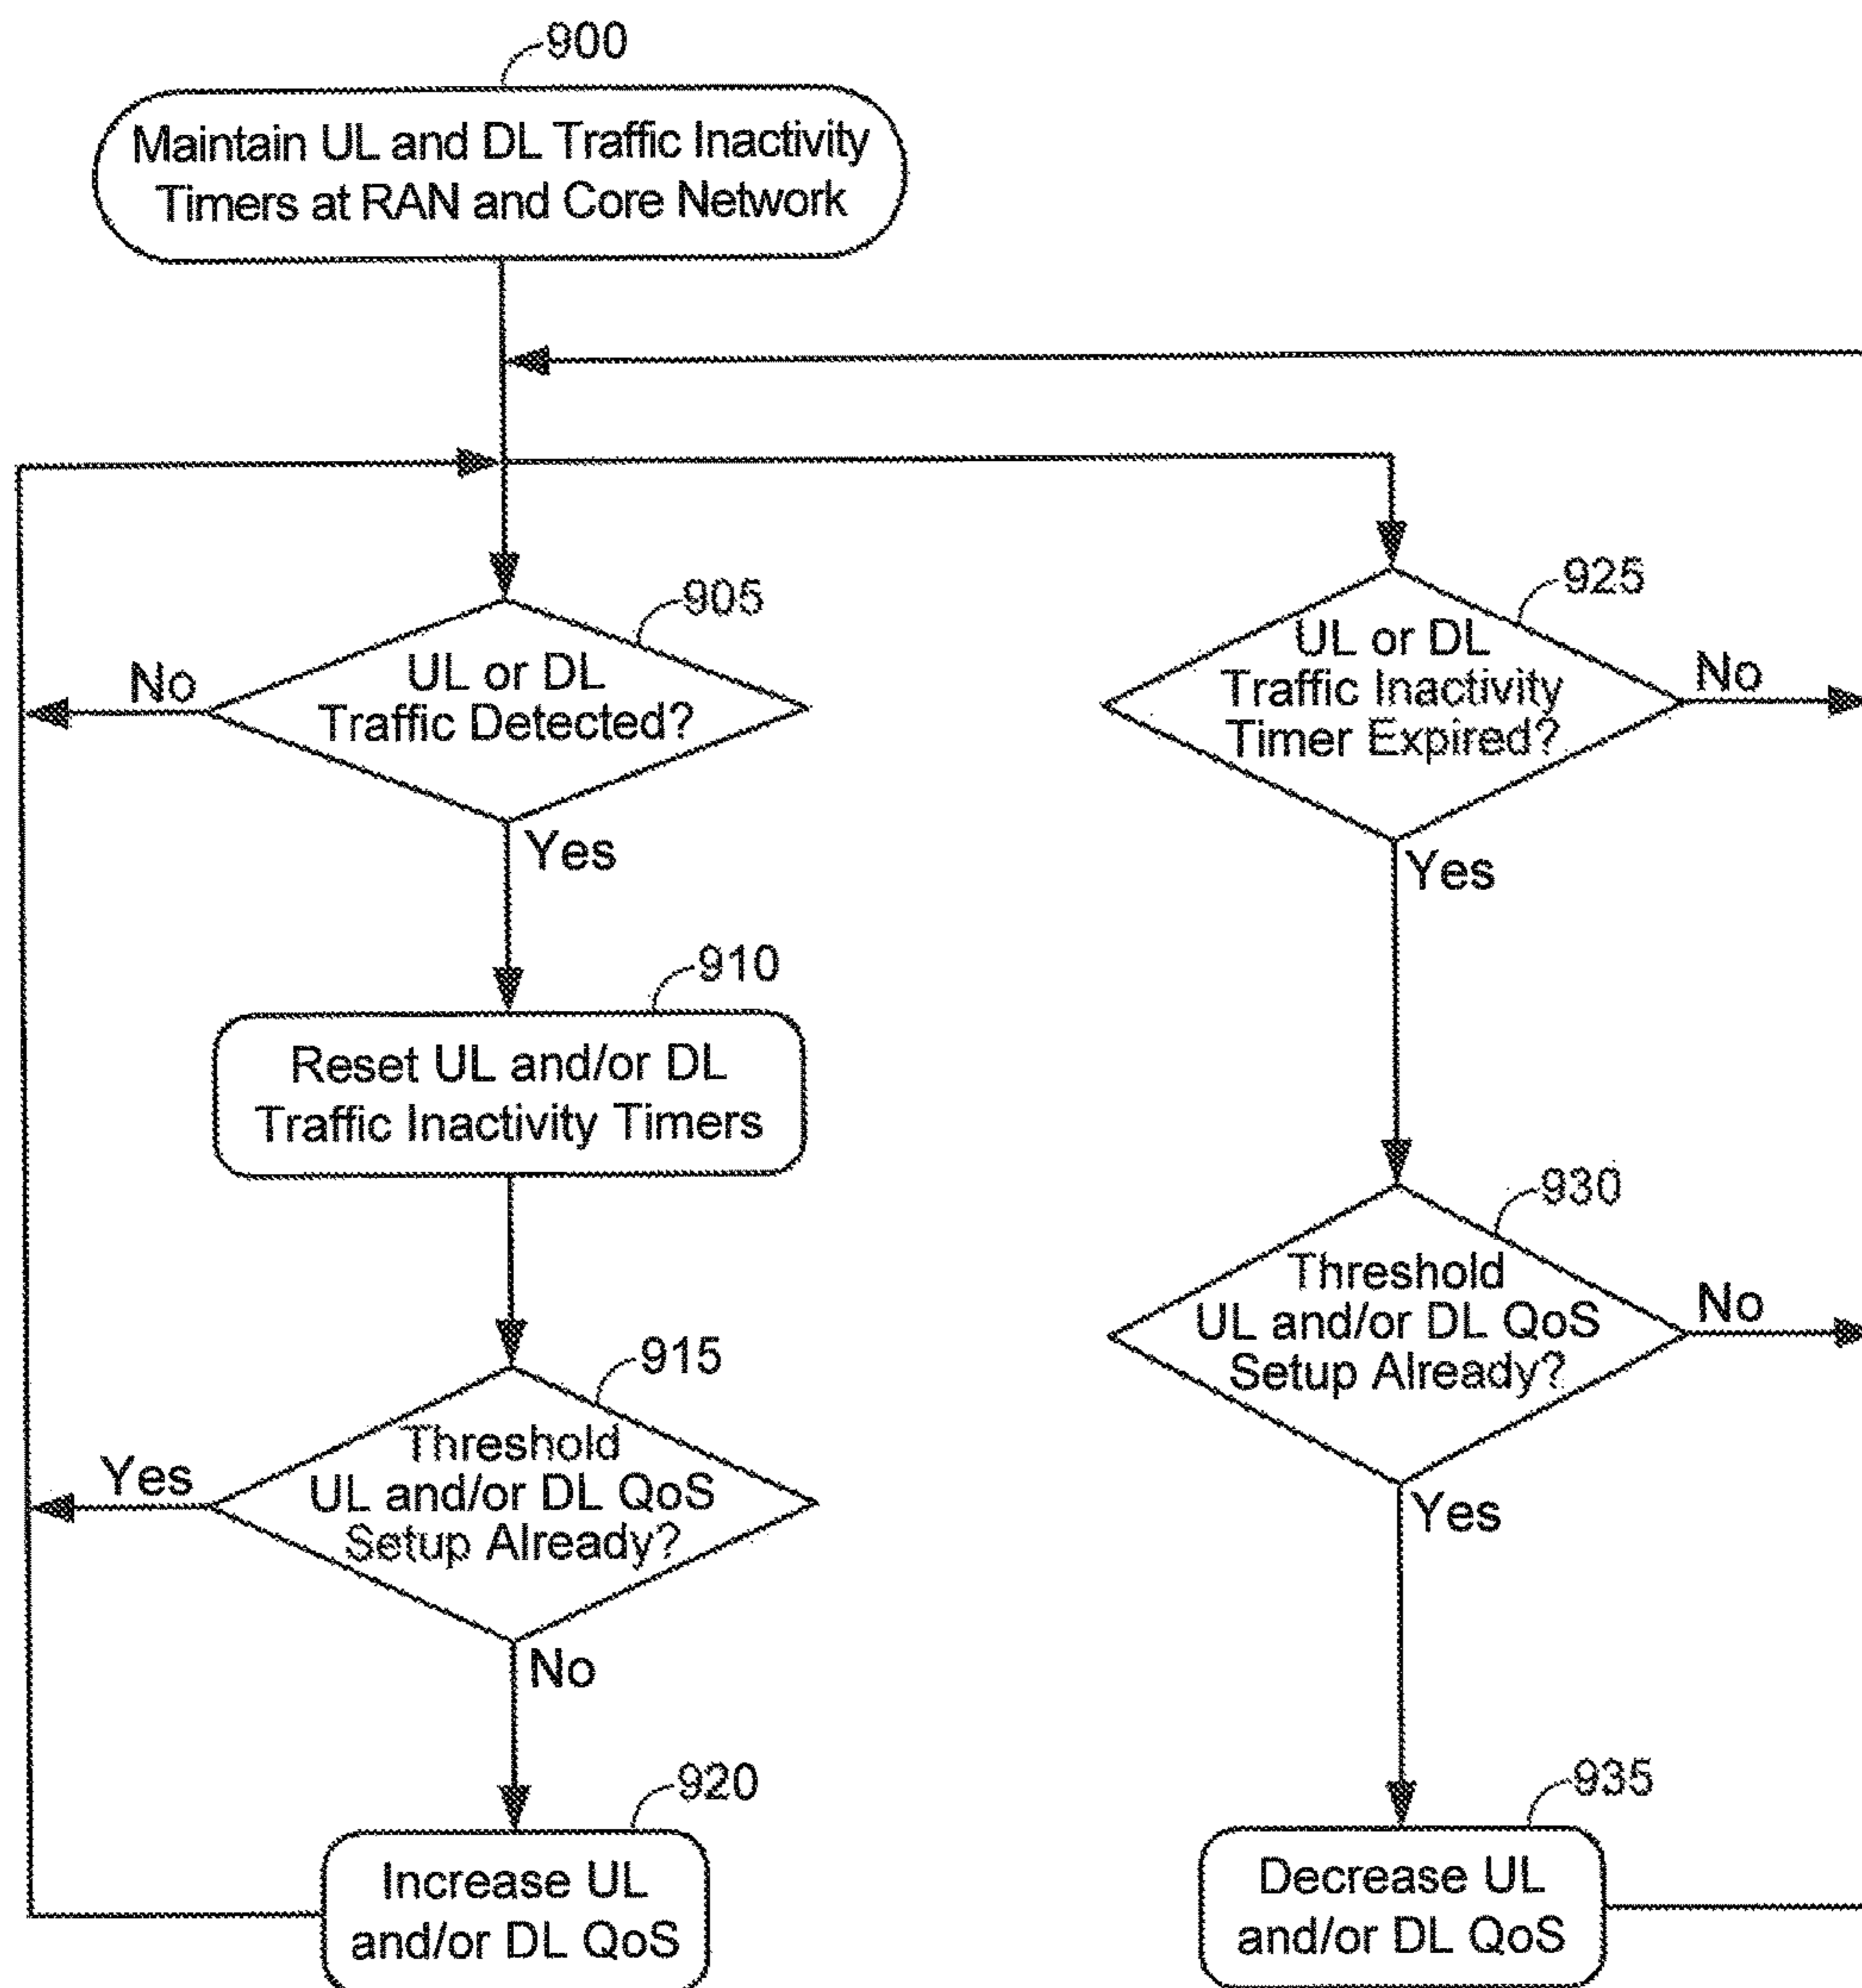 900
Maintain UL and DL Traffic Inactivity
Timers at RAN and Core Network
905
UL or DL
Traffic Detected?
No
Yes
910
Reset UL and/or DL
Traffic Inactivity Timers
915
Threshold
UL and/or DL QoS
Setup Already?
Yes
No
920
Increase UL
and/or DL QoS
925
UL or DL
Traffic Inactivity
Timer Expired?
No
Yes
930
Threshold
UL and/or DL QoS
Setup Already?
No
Yes
935
Decrease UL
and/or DL QoS